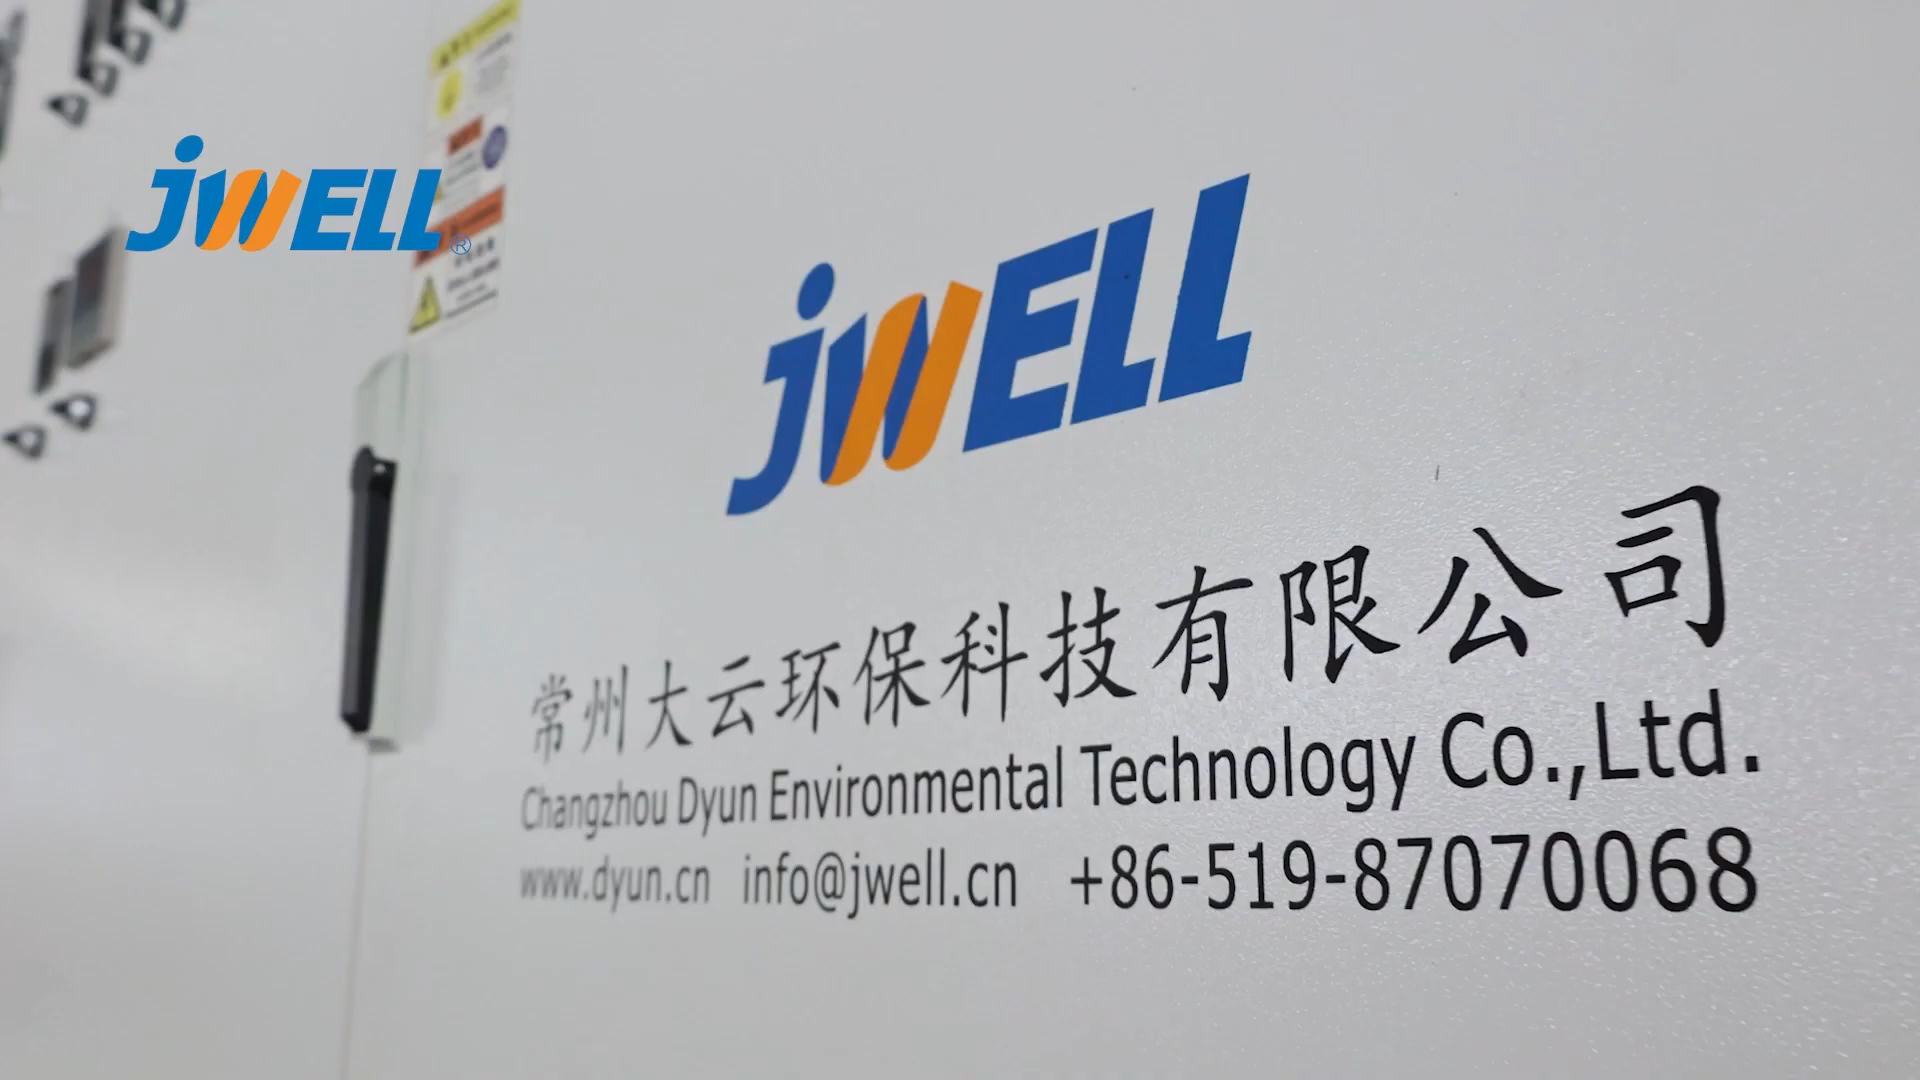 jWELL®
jWELL
常州大云环保科技有限公司
Changzhou Dyun Environmental Technology Co.,Ltd.
www.dyun.cn info@jwell.cn +86-519-87070068